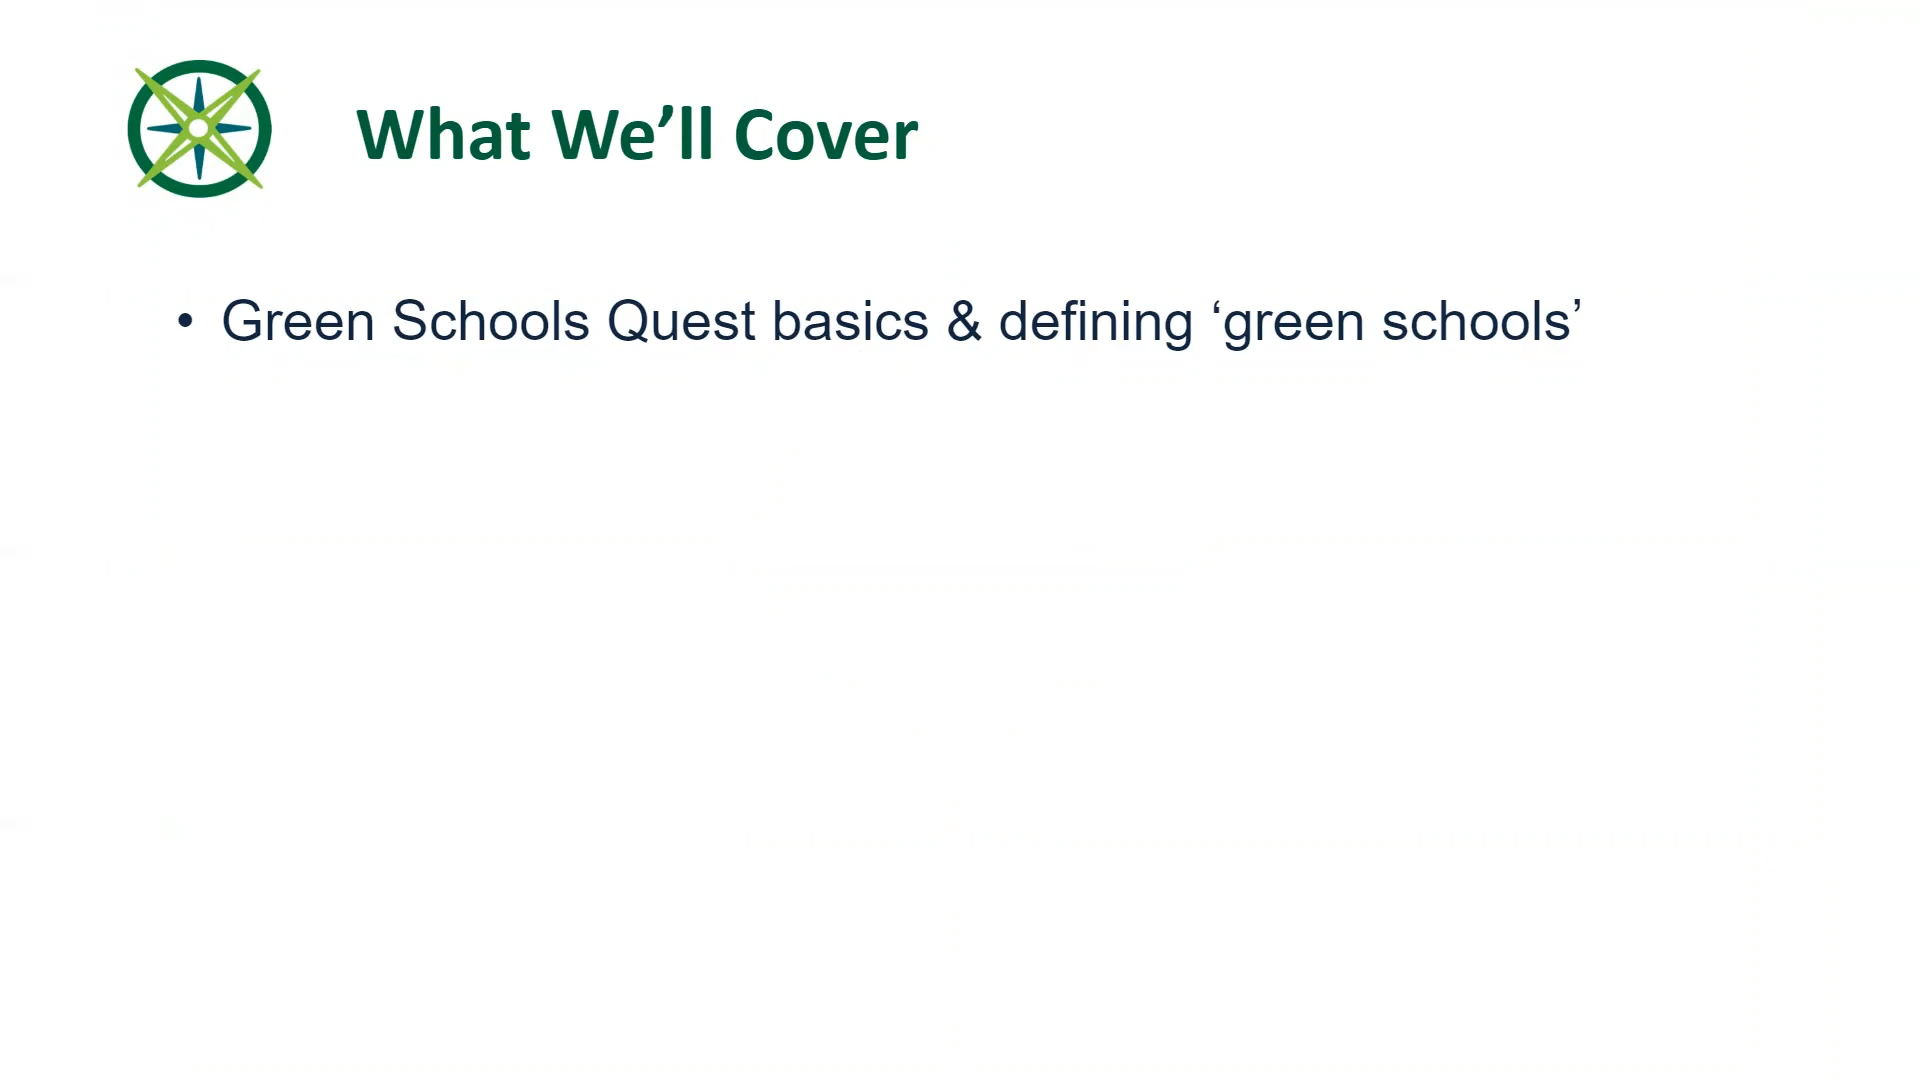 What We’ll Cover
• Green Schools Quest basics & defining ‘green schools’